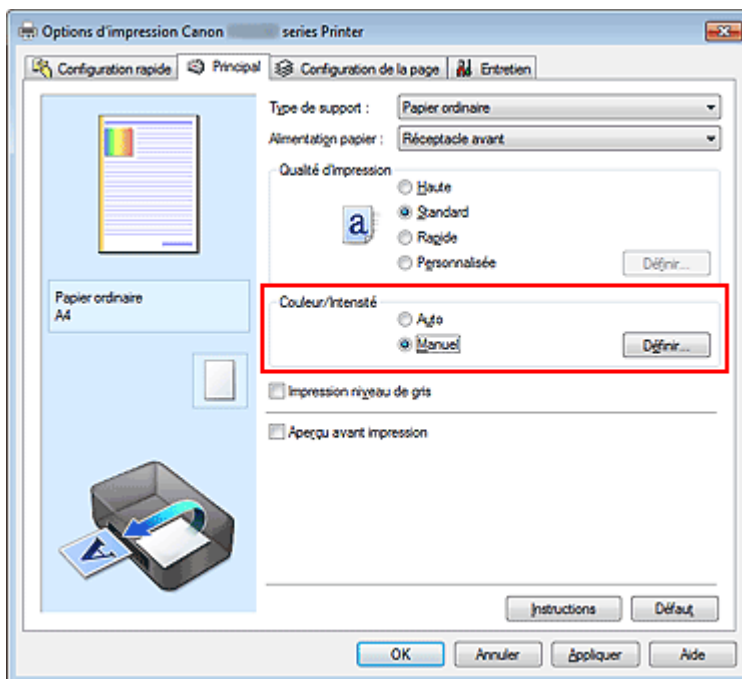 Options d'impression Canon series Printer
Configuration rapide Principal Configuration de la page Entretien
Type de support : Papier ordinaire
Alimentation papier : Réceptacle avant
Qualité d'impression
Haute
Standard
Rapide
Personnalisée Définir...
a
Papier ordinaire
A4
Couleur/Intensité
Auto
Manuel Définir...
Impression niveau de gris
Aperçu avant impression
A
Instructions Défaut
OK Annuler Appliquer Aide